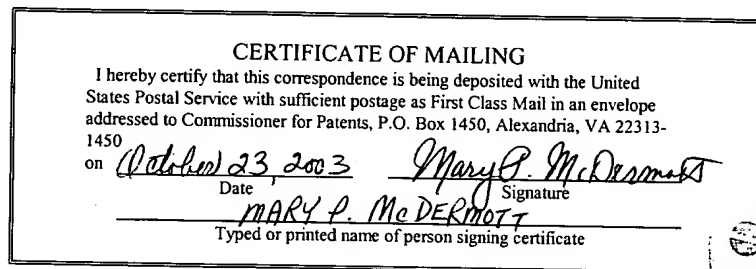 CERTIFICATE OF MAILING
I hereby certify that this correspondence is being deposited with the United
States Postal Service with sufficient postage as First Class Mail in an envelope
addressed to Commissioner for Patents, P.O. Box 1450, Alexandria, VA 22313-
1450
on October 23, 2003 Mary P. McDermott
Date Signature
MARY P. McDERMOTT
Typed or printed name of person signing certificate